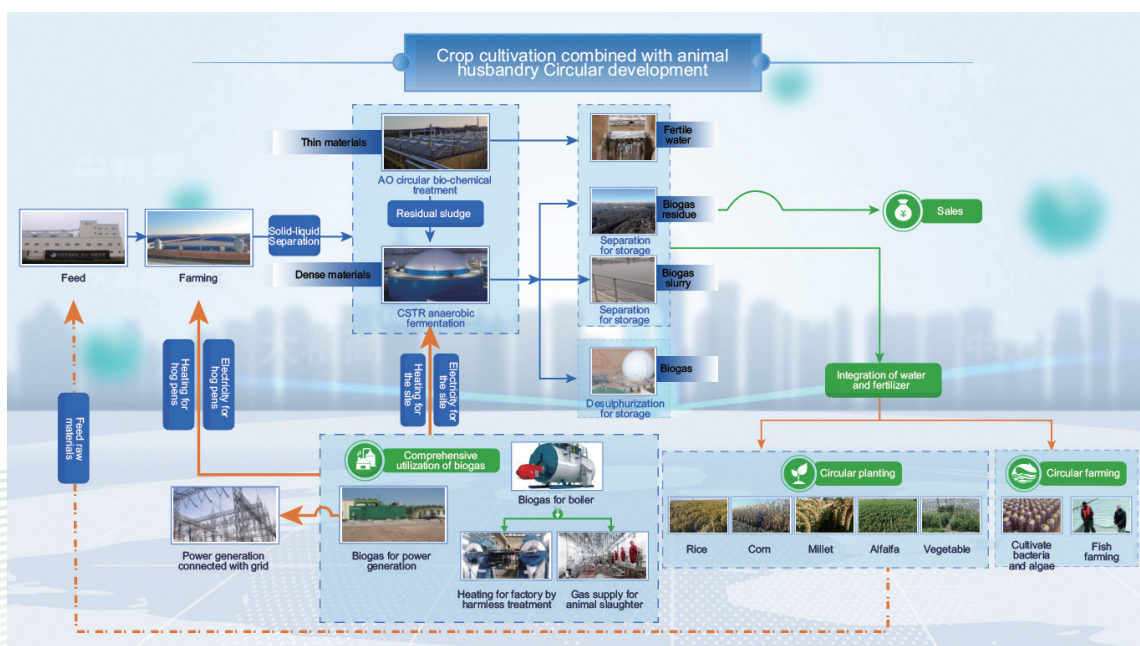 Crop cultivation combined with animal
husbandry Circular development
Thin materials
AO circular bio-chemical
treatment
Fertile
water
Residual sludge
Biogas
residue
Sales
Solid-liquid
Separation
Separation
for storage
Feed
Farming
Dense materials
CSTR anaerobic
fermentation
Biogas
slurry
Separation
for storage
Biogas
Desulphurization
for storage
Integration of water
and fertilizer
Heating for
hog pens
Electricity for
hog pens
Heating for
the site
Electricity for
the site
Feed raw
materials
Comprehensive
utilization of biogas
Biogas for boiler
Circular planting
Circular farming
Power generation
connected with grid
Biogas for power
generation
Heating for factory by
harmless treatment
Gas supply for
animal slaughter
Rice
Corn
Millet
Alfalfa
Vegetable
Cultivate
bacteria
and algae
Fish
farming